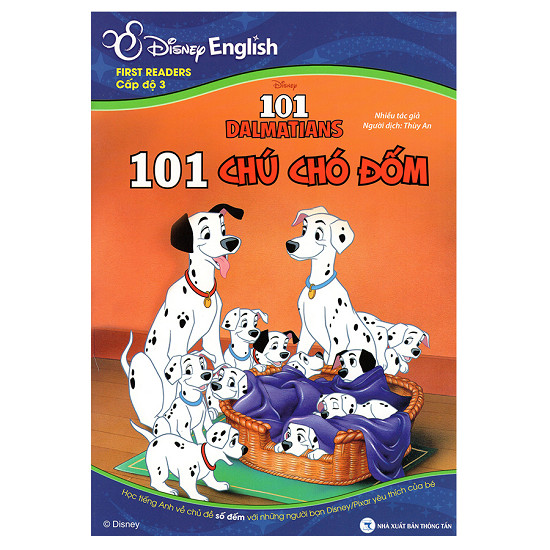 Disney English
FIRST READERS
Cấp độ 3
Disney
101
DALMATIANS
Nhiều tác giả
Người dịch: Thùy An
101 CHÚ CHÓ ĐỐM
Học tiếng Anh về chủ đề số đếm với những người bạn Disney/Pixar yêu thích của bé
© Disney
NHÀ XUẤT BẢN THÔNG TẤN